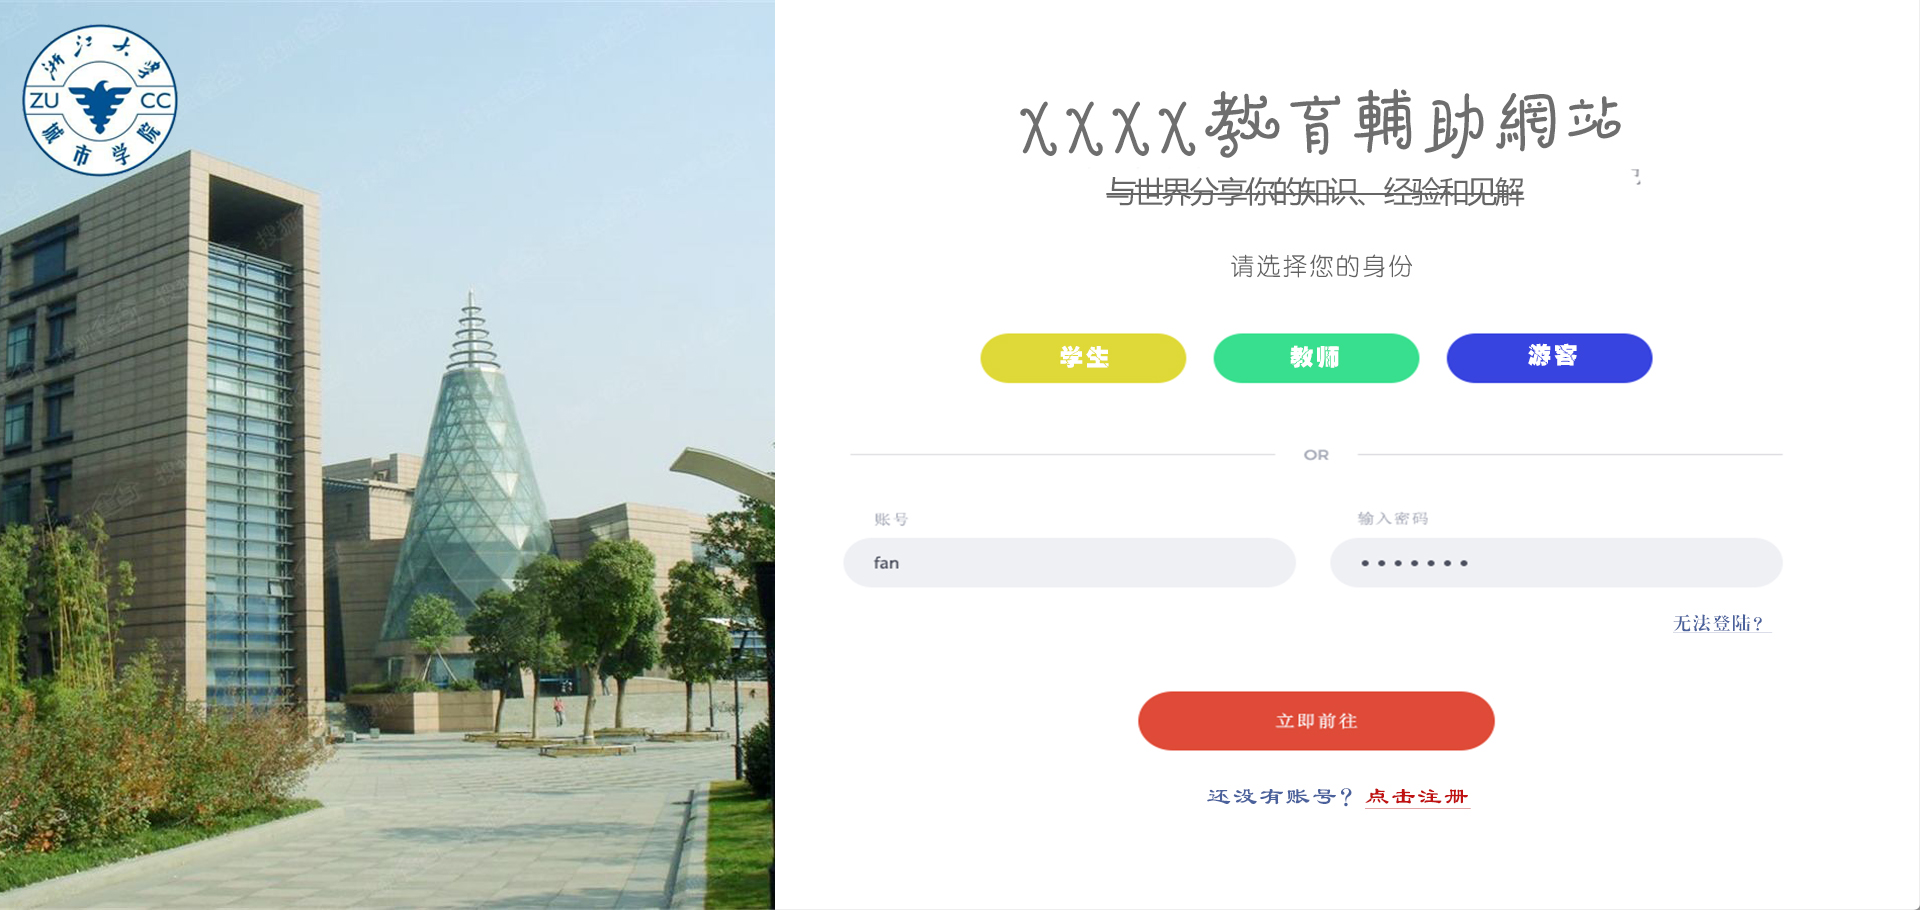 浙江大学
ZU CC
城市学院
xxxx教育輔助網站
与世界分享你的知识、经验和见解
请选择您的身份
学生 教师 游客
OR
账号 输入密码
fan •••••••
无法登陆?
立即前往
还没有账号? 点击注册